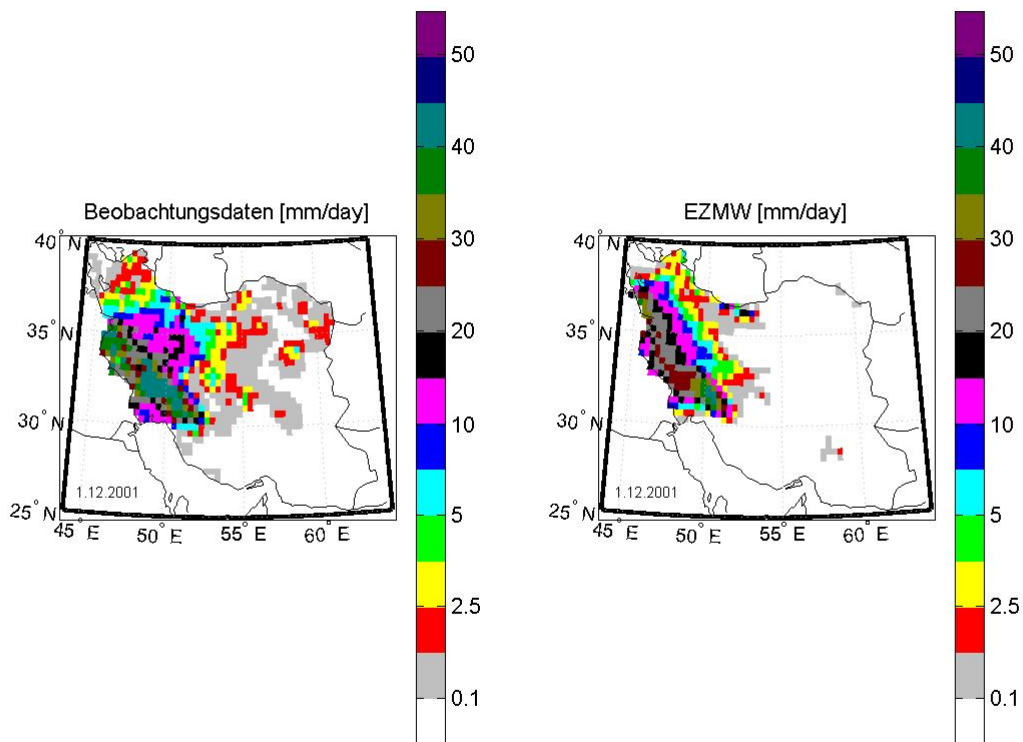 Beobachtungsdaten [mm/day]
40° N
35° N
30° N
25° N
45° E
50° E
55° E
60° E
1.12.2001
50
40
30
20
10
5
2.5
0.1
EZMW [mm/day]
40° N
35° N
30° N
25° N
45° E
50° E
55° E
60° E
1.12.2001
50
40
30
20
10
5
2.5
0.1